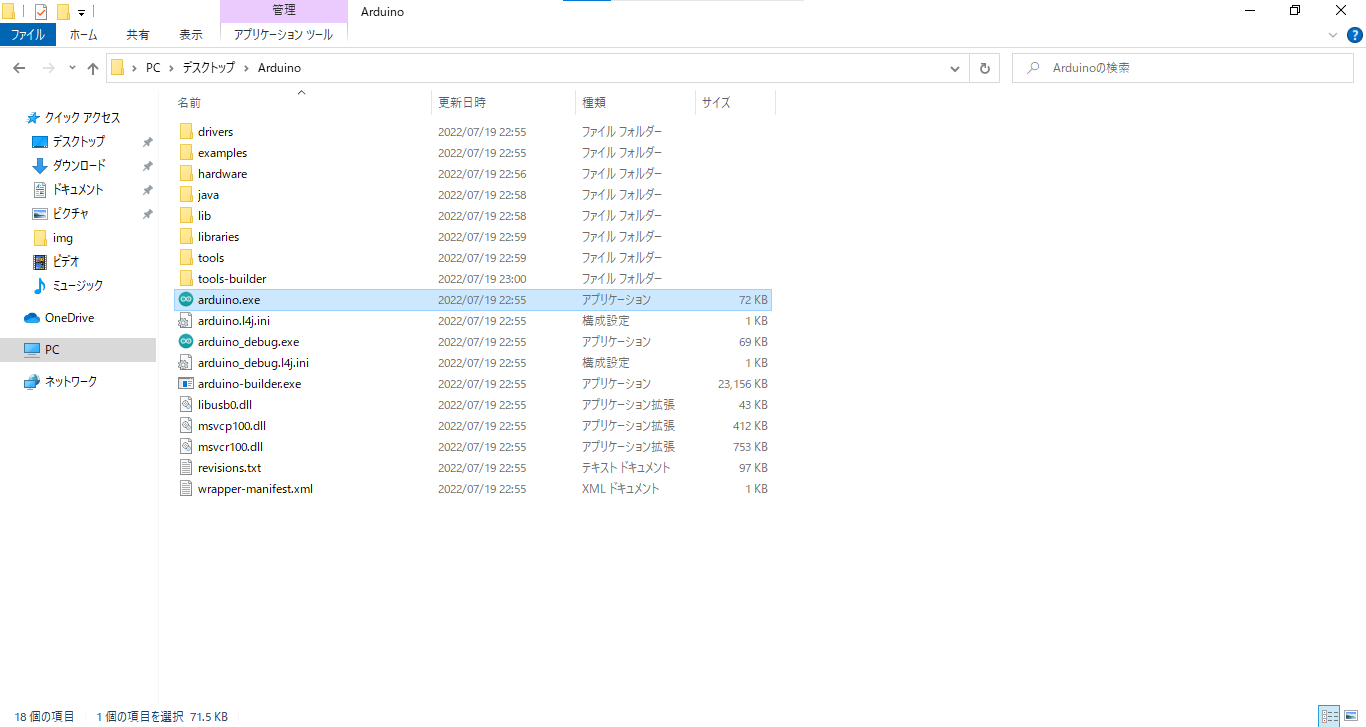 管理 Arduino
ファイル ホーム 共有 表示 アプリケーション ツール
PC デスクトップ Arduino Arduinoの検索
名前 更新日時 種類 サイズ
クイック アクセス
デスクトップ
ダウンロード
ドキュメント
ピクチャ
img
ビデオ
ミュージック
OneDrive
PC
ネットワーク
drivers 2022/07/19 22:55 ファイル フォルダー
examples 2022/07/19 22:55 ファイル フォルダー
hardware 2022/07/19 22:56 ファイル フォルダー
java 2022/07/19 22:58 ファイル フォルダー
lib 2022/07/19 22:58 ファイル フォルダー
libraries 2022/07/19 22:59 ファイル フォルダー
tools 2022/07/19 22:59 ファイル フォルダー
tools-builder 2022/07/19 23:00 ファイル フォルダー
arduino.exe 2022/07/19 22:55 アプリケーション 72 KB
arduino.l4j.ini 2022/07/19 22:55 構成設定 1 KB
arduino_debug.exe 2022/07/19 22:55 アプリケーション 69 KB
arduino_debug.l4j.ini 2022/07/19 22:55 構成設定 1 KB
arduino-builder.exe 2022/07/19 22:55 アプリケーション 23,156 KB
libusb0.dll 2022/07/19 22:55 アプリケーション拡張 43 KB
msvcp100.dll 2022/07/19 22:55 アプリケーション拡張 412 KB
msvcr100.dll 2022/07/19 22:55 アプリケーション拡張 753 KB
revisions.txt 2022/07/19 22:55 テキスト ドキュメント 97 KB
wrapper-manifest.xml 2022/07/19 22:55 XML ドキュメント 1 KB
18 個の項目 1 個の項目を選択 71.5 KB